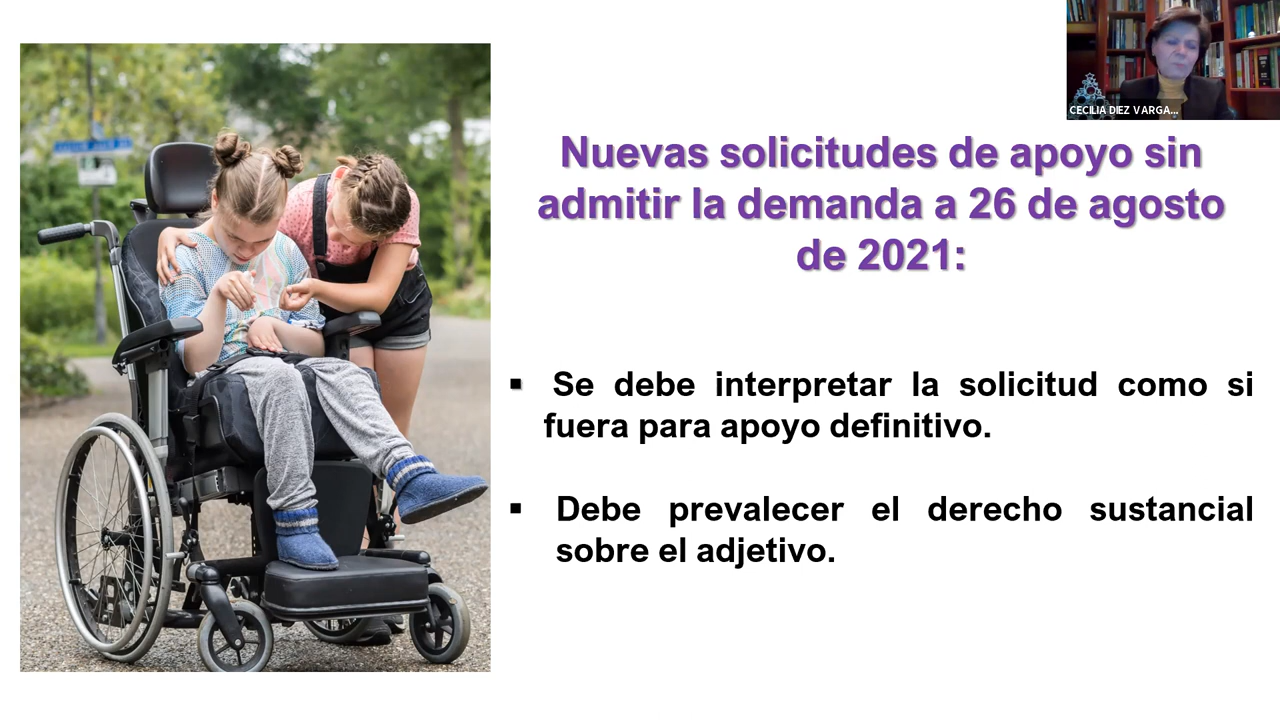 CECILIA DIEZ VARGA...
Nuevas solicitudes de apoyo sin
admitir la demanda a 26 de agosto
de 2021:
▪ Se debe interpretar la solicitud como si
fuera para apoyo definitivo.
▪ Debe prevalecer el derecho sustancial
sobre el adjetivo.